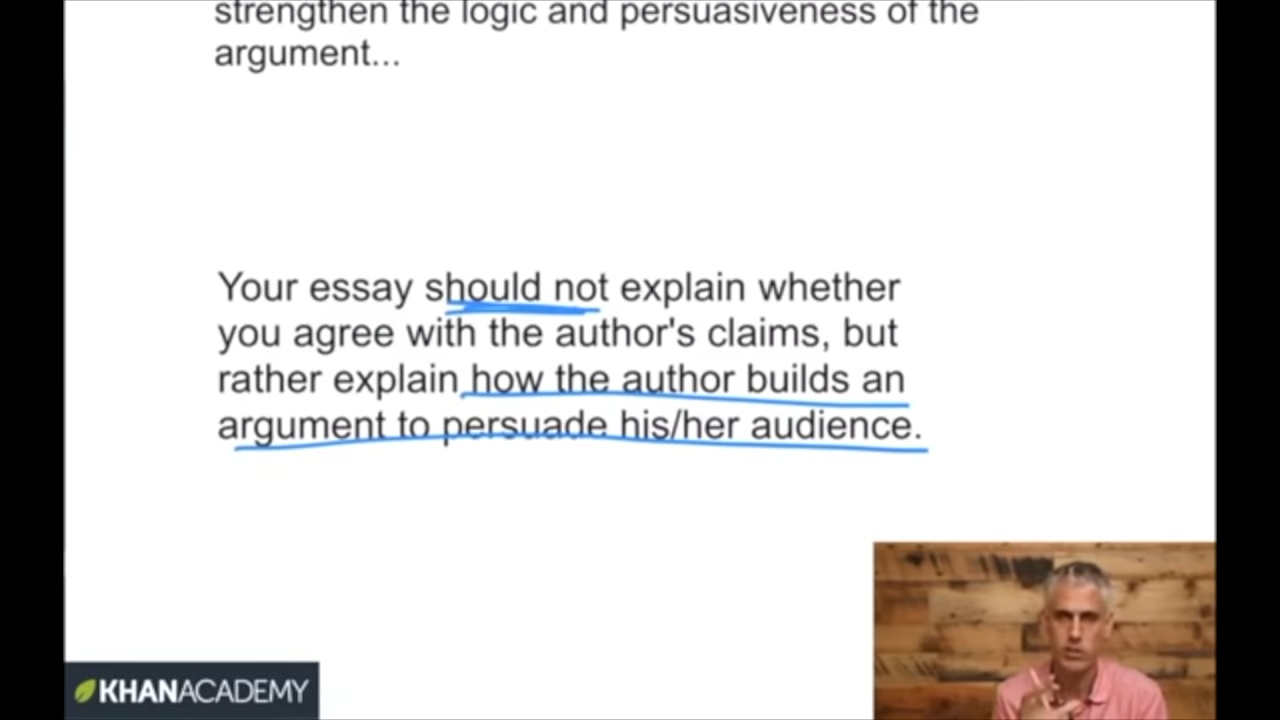 strengthen the logic and persuasiveness of the
argument...
Your essay should not explain whether
you agree with the author's claims, but
rather explain how the author builds an
argument to persuade his/her audience.
KHANACADEMY